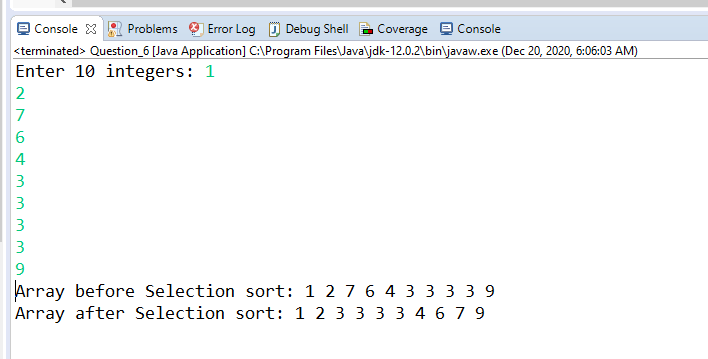 Console Problems Error Log Debug Shell Coverage Console
<terminated> Question_6 [Java Application] C:\Program Files\Java\jdk-12.0.2\bin\javaw.exe (Dec 20, 2020, 6:06:03 AM)
Enter 10 integers: 1
2
7
6
4
3
3
3
3
9
Array before Selection sort: 1 2 7 6 4 3 3 3 3 9
Array after Selection sort: 1 2 3 3 3 3 4 6 7 9